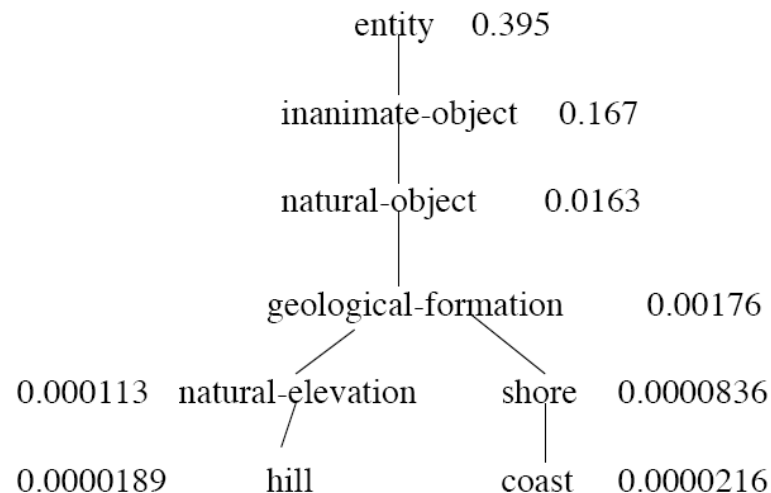 entity 0.395
inanimate-object 0.167
natural-object 0.0163
geological-formation 0.00176
0.000113 natural-elevation shore 0.0000836
0.0000189 hill coast 0.0000216